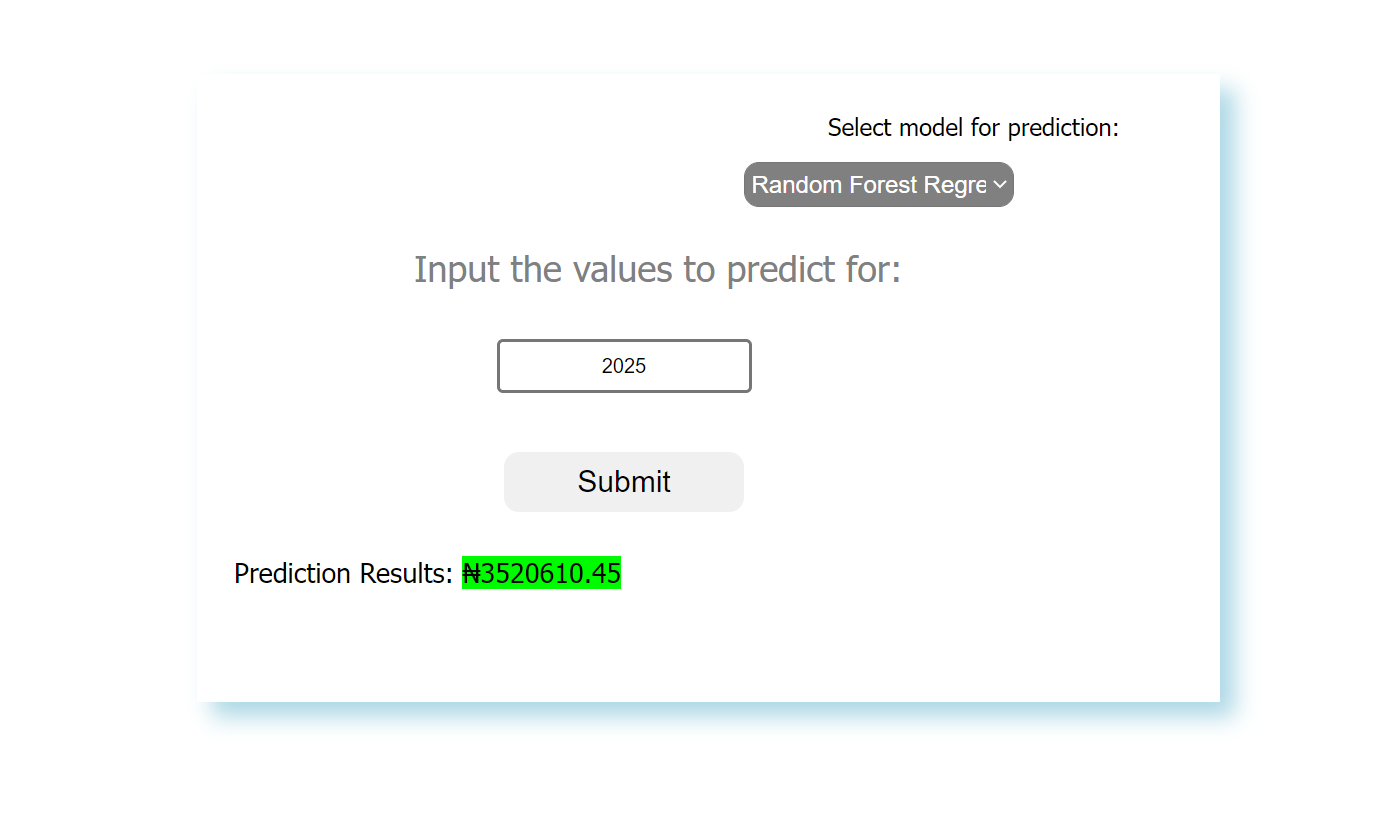 Select model for prediction:
Random Forest Regre
Input the values to predict for:
2025
Submit
Prediction Results: ₦3520610.45